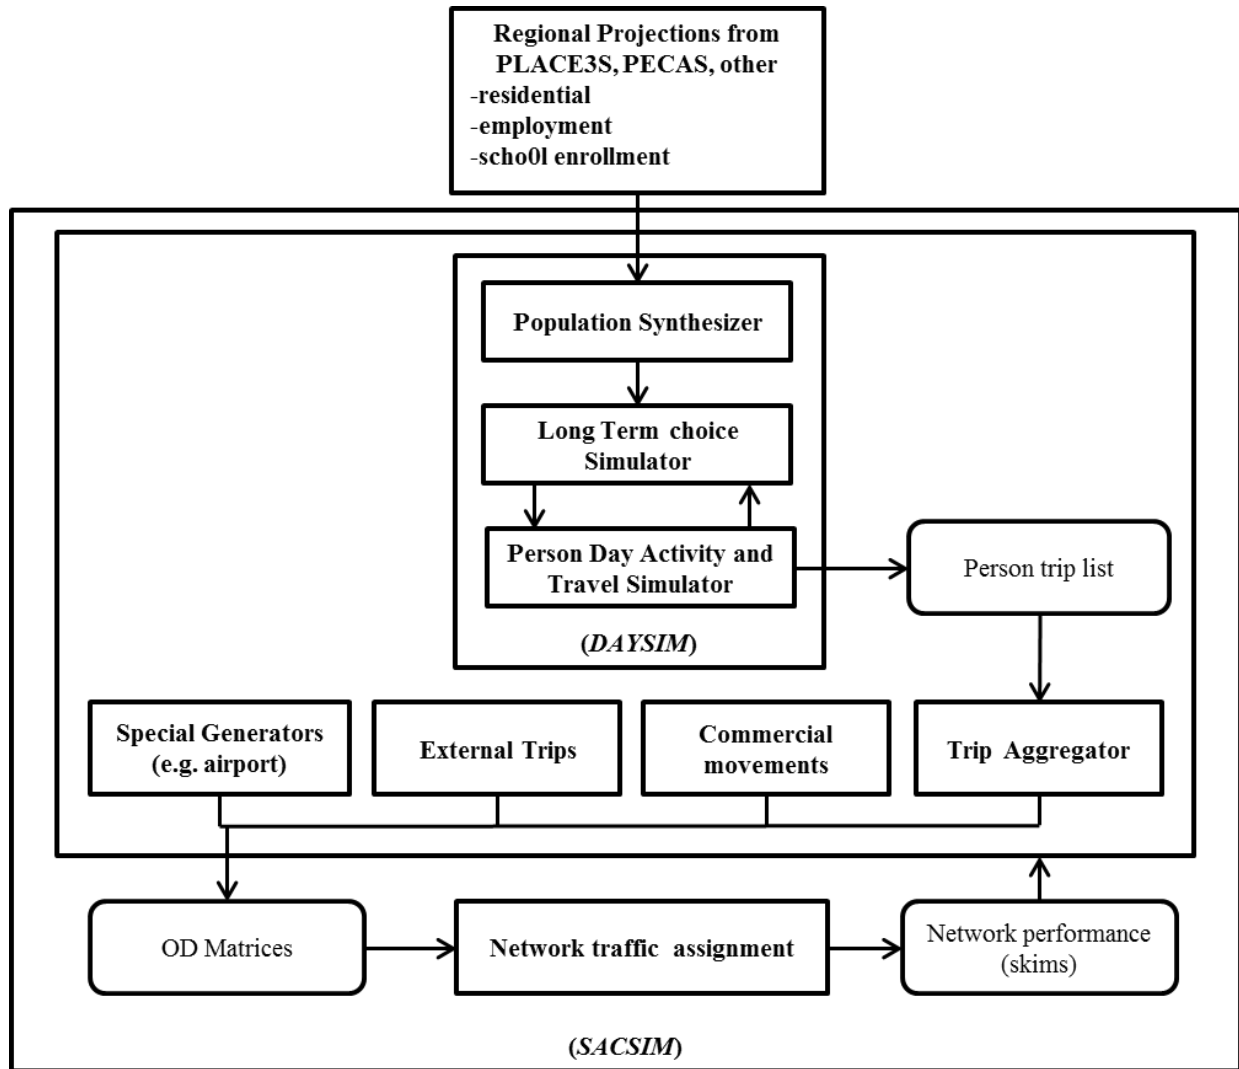 Regional Projections from
PLACE3S, PECAS, other
-residential
-employment
-scho0l enrollment
Population Synthesizer
Long Term choice
Simulator
Person Day Activity and
Travel Simulator
(DAYSIM)
Person trip list
Special Generators
(e.g. airport)
External Trips
Commercial
movements
Trip Aggregator
OD Matrices
Network traffic assignment
Network performance
(skims)
(SACSIM)